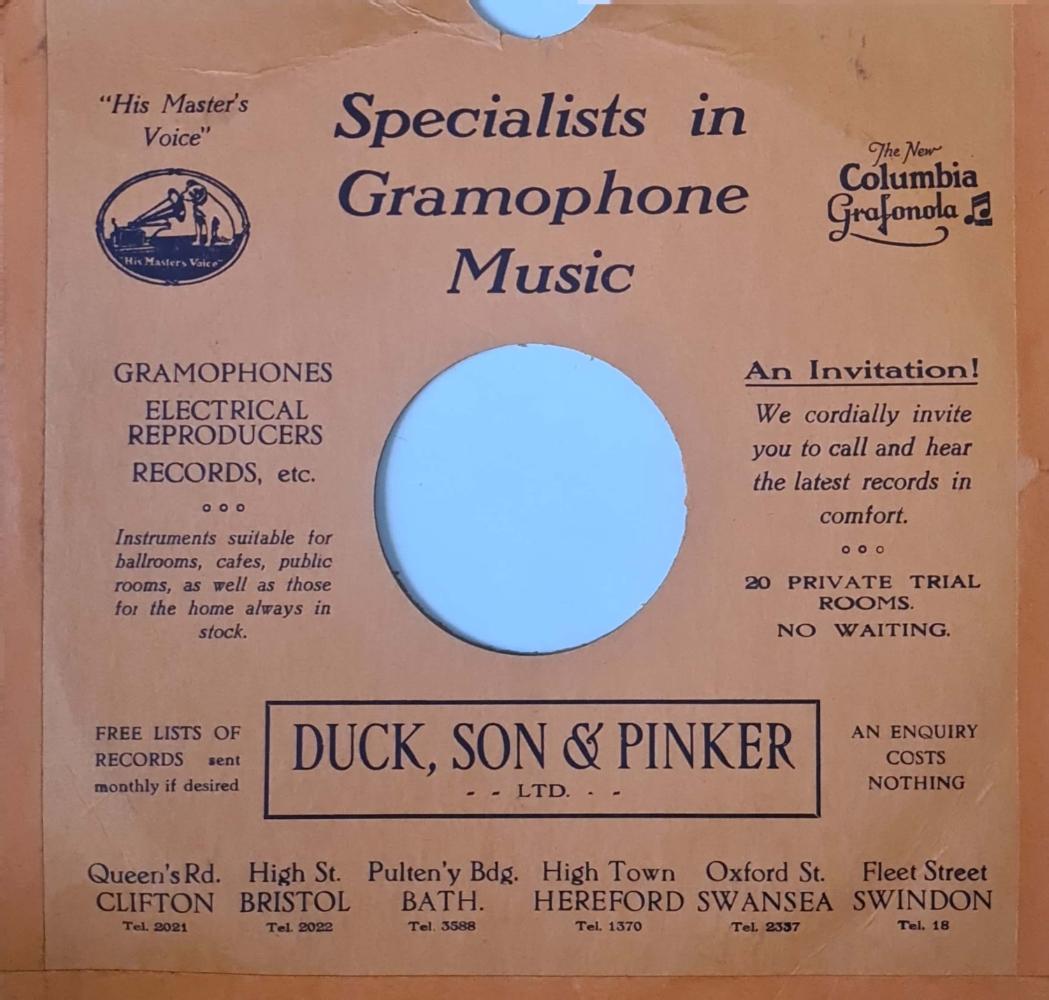 "His Master's
Voice"
"His Master's Voice"
Specialists in
Gramophone
Music
The New
Columbia
Grafonola
GRAMOPHONES
ELECTRICAL
REPRODUCERS
RECORDS, etc.
o o o
Instruments suitable for
ballrooms, cafes, public
rooms, as well as those
for the home always in
stock.
An Invitation!
We cordially invite
you to call and hear
the latest records in
comfort.
o o o
20 PRIVATE TRIAL
ROOMS.
NO WAITING.
FREE LISTS OF
RECORDS sent
monthly if desired
DUCK, SON & PINKER
- - LTD. - -
AN ENQUIRY
COSTS
NOTHING
Queen's Rd.
CLIFTON
Tel. 2021
High St.
BRISTOL
Tel. 2022
Pulten'y Bdg.
BATH.
Tel. 3588
High Town
HEREFORD
Tel. 1370
Oxford St.
SWANSEA
Tel. 2337
Fleet Street
SWINDON
Tel. 18